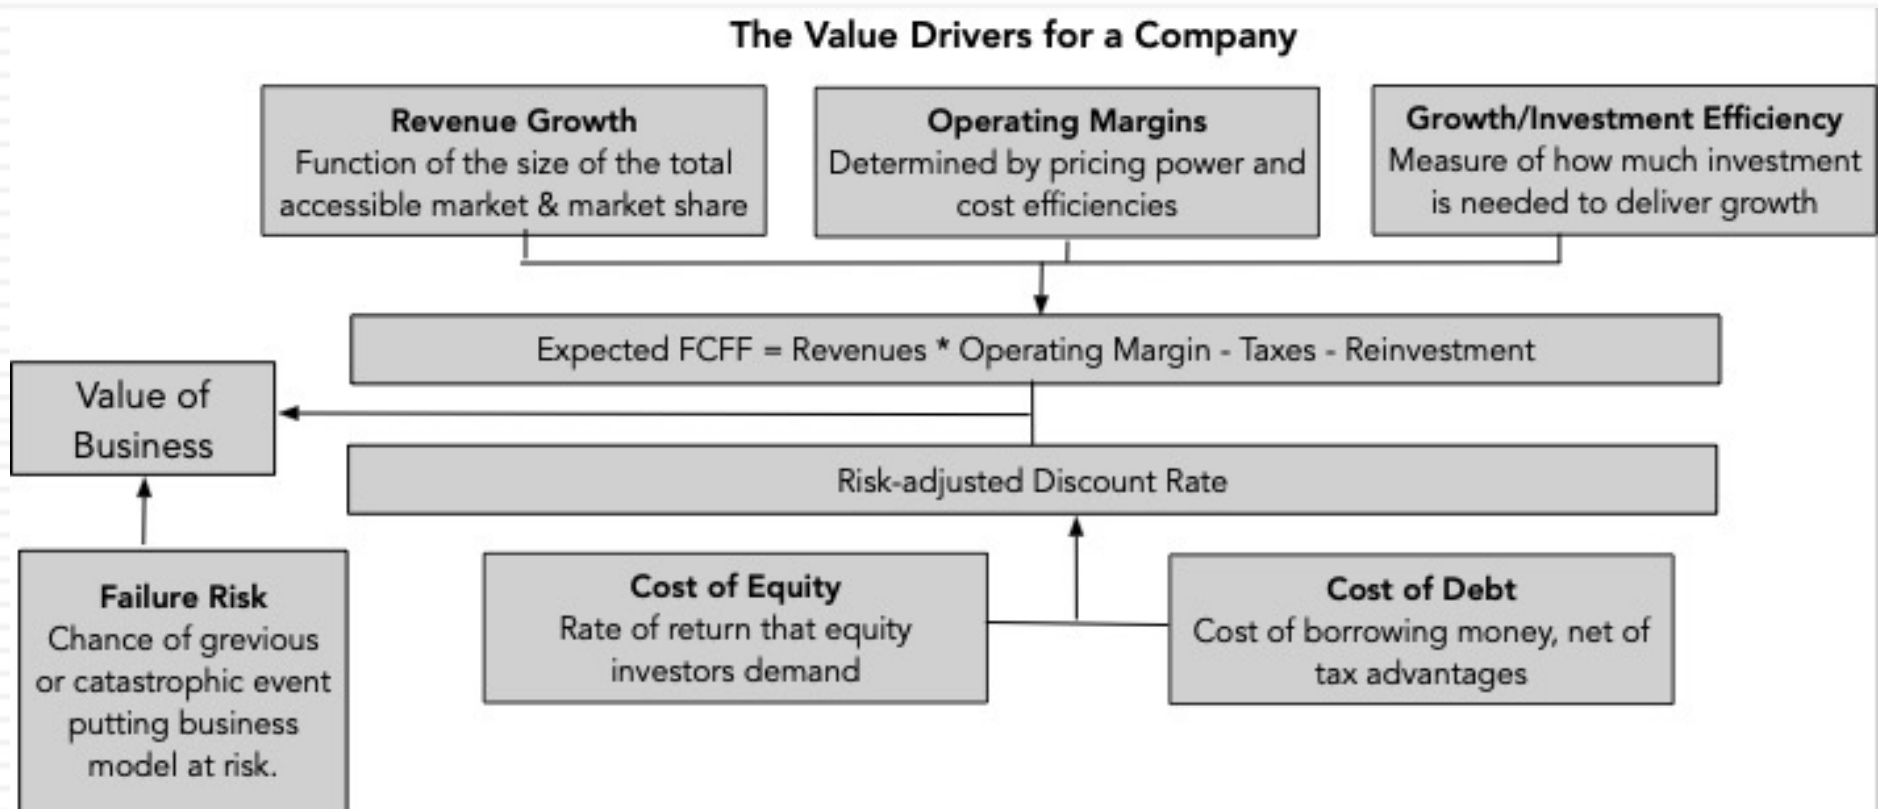 The Value Drivers for a Company
Revenue Growth
Function of the size of the total
accessible market & market share
Operating Margins
Determined by pricing power and
cost efficiencies
Growth/Investment Efficiency
Measure of how much investment
is needed to deliver growth
Expected FCFF = Revenues * Operating Margin - Taxes - Reinvestment
Value of
Business
Risk-adjusted Discount Rate
Failure Risk
Chance of grevious
or catastrophic event
putting business
model at risk.
Cost of Equity
Rate of return that equity
investors demand
Cost of Debt
Cost of borrowing money, net of
tax advantages